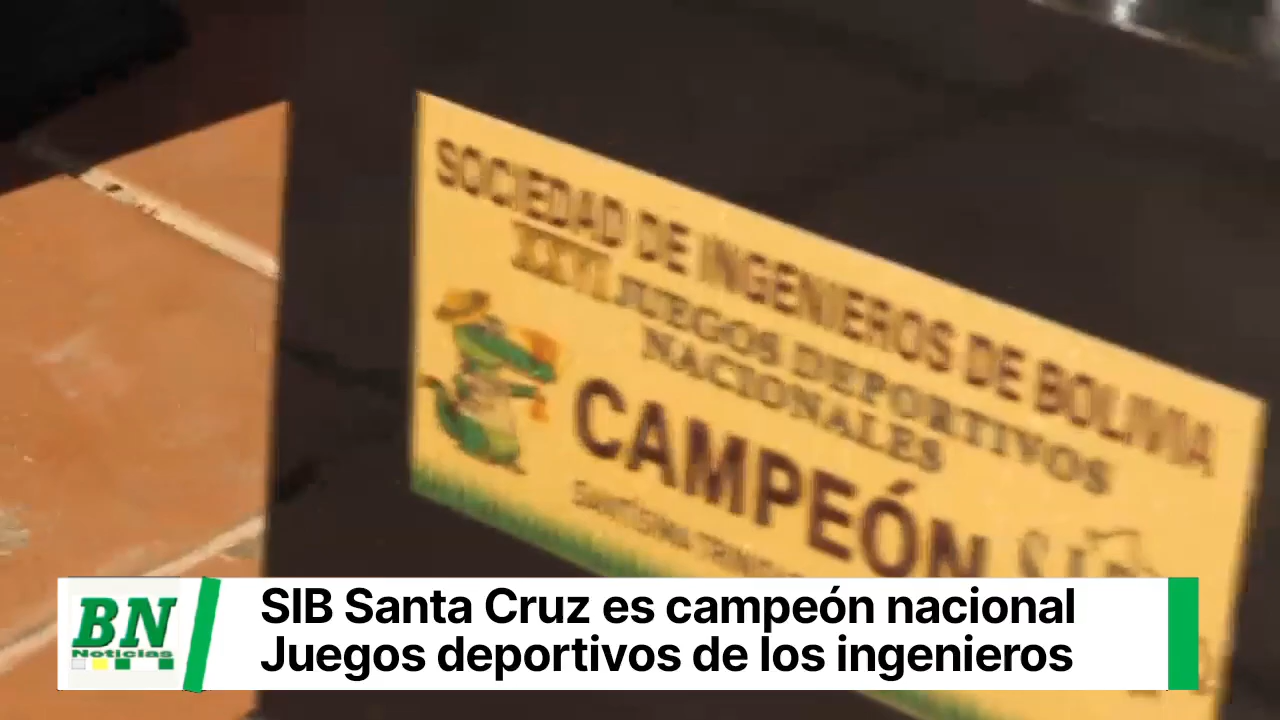 SOCIEDAD DE INGENIEROS DE BOLIVIA
XXVI JUEGOS DEPORTIVOS
NACIONALES
CAMPEÓN
SANTÍSIMA
BN
Noticias
SIB Santa Cruz es campeón nacional
Juegos deportivos de los ingenieros